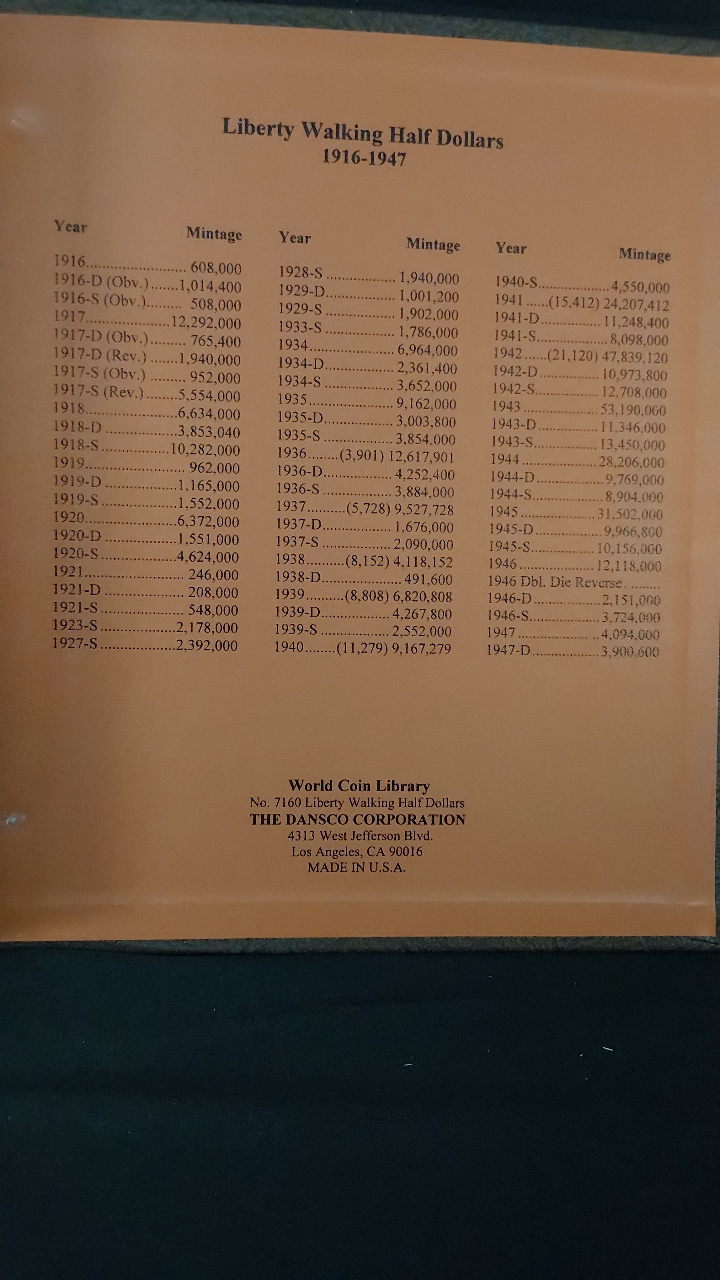 Liberty Walking Half Dollars
1916-1947
Year Mintage
1916.......................... 608,000
1916-D (Obv.).......1,014,400
1916-S (Obv.)......... 508,000
1917......................12,292,000
1917-D (Obv.)......... 765,400
1917-D (Rev.)........1,940,000
1917-S (Obv.) ......... 952,000
1917-S (Rev.)........5,554,000
1918........................6,634,000
1918-D ...................3,853,040
1918-S ..................10,282,000
1919.......................... 962,000
1919-D ...................1,165,000
1919-S ...................1,552,000
1920........................6,372,000
1920-D ...................1,551,000
1920-S ....................4,624,000
1921.......................... 246,000
1921-D ...................... 208,000
1921-S ...................... 548,000
1923-S ....................2,178,000
1927-S ....................2,392,000
Year Mintage
1928-S .................. 1,940,000
1929-D.................. 1,001,200
1929-S .................. 1,902,000
1933-S .................. 1,786,000
1934...................... 6,964,000
1934-D.................. 2,361,400
1934-S .................. 3,652,000
1935...................... 9,162,000
1935-D.................. 3,003,800
1935-S .................. 3,854,000
1936.......(3,901) 12,617,901
1936-D.................. 4,252,400
1936-S .................. 3,884,000
1937..........(5,728) 9,527,728
1937-D.................. 1,676,000
1937-S .................. 2,090,000
1938..........(8,152) 4,118,152
1938-D..................... 491,600
1939..........(8,808) 6,820,808
1939-D.................. 4,267,800
1939-S .................. 2,552,000
1940........(11,279) 9,167,279
Year Mintage
1940-S...................4,550,000
1941 ......(15,412) 24,207,412
1941-D................11,248,400
1941-S..................8,098,000
1942 ......(21,120) 47,839,120
1942-D................10,973,800
1942-S.................12,708,000
1943 ....................53,190,000
1943-D................11,346,000
1943-S.................13,450,000
1944 ....................28,206,000
1944-D...................9,769,000
1944-S...................8,904,000
1945 ....................31,502,000
1945-D...................9,966,800
1945-S..................10,156,000
1946 .....................12,118,000
1946 Dbl. Die Reverse..........
1946-D..................2,151,000
1946-S...................3,724,000
1947 ......................4,094,000
1947-D..................3,900,600
World Coin Library
No. 7160 Liberty Walking Half Dollars
THE DANSCO CORPORATION
4313 West Jefferson Blvd.
Los Angeles, CA 90016
MADE IN U.S.A.